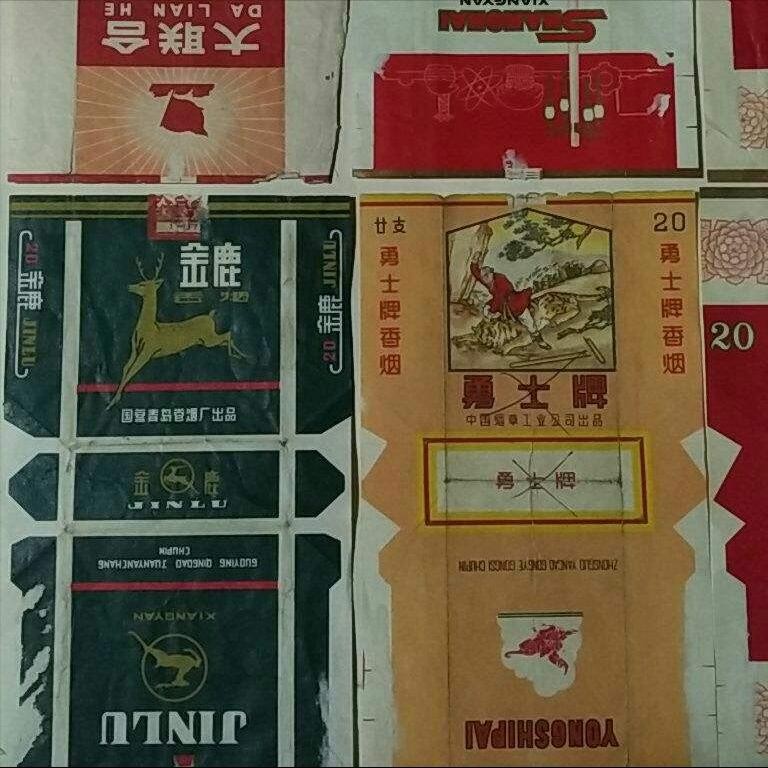 大联合
DA LIAN HE
SHANGHAI
XIANGYAN
20 金鹿 JINLU
金鹿
香烟
20 金鹿 JINLU
国营青岛卷烟厂出品
金鹿
JINLU
GUOYING QINGDAO JUANYANCHANG
CHUPIN
XIANGYAN
JINLU
廿支
20
勇士牌香烟
勇士牌香烟
勇士牌
中国烟草工业公司出品
勇士牌
ZHONGGUO YANCAO GONGYE GONGSI CHUPIN
YONGSHIPAI
20